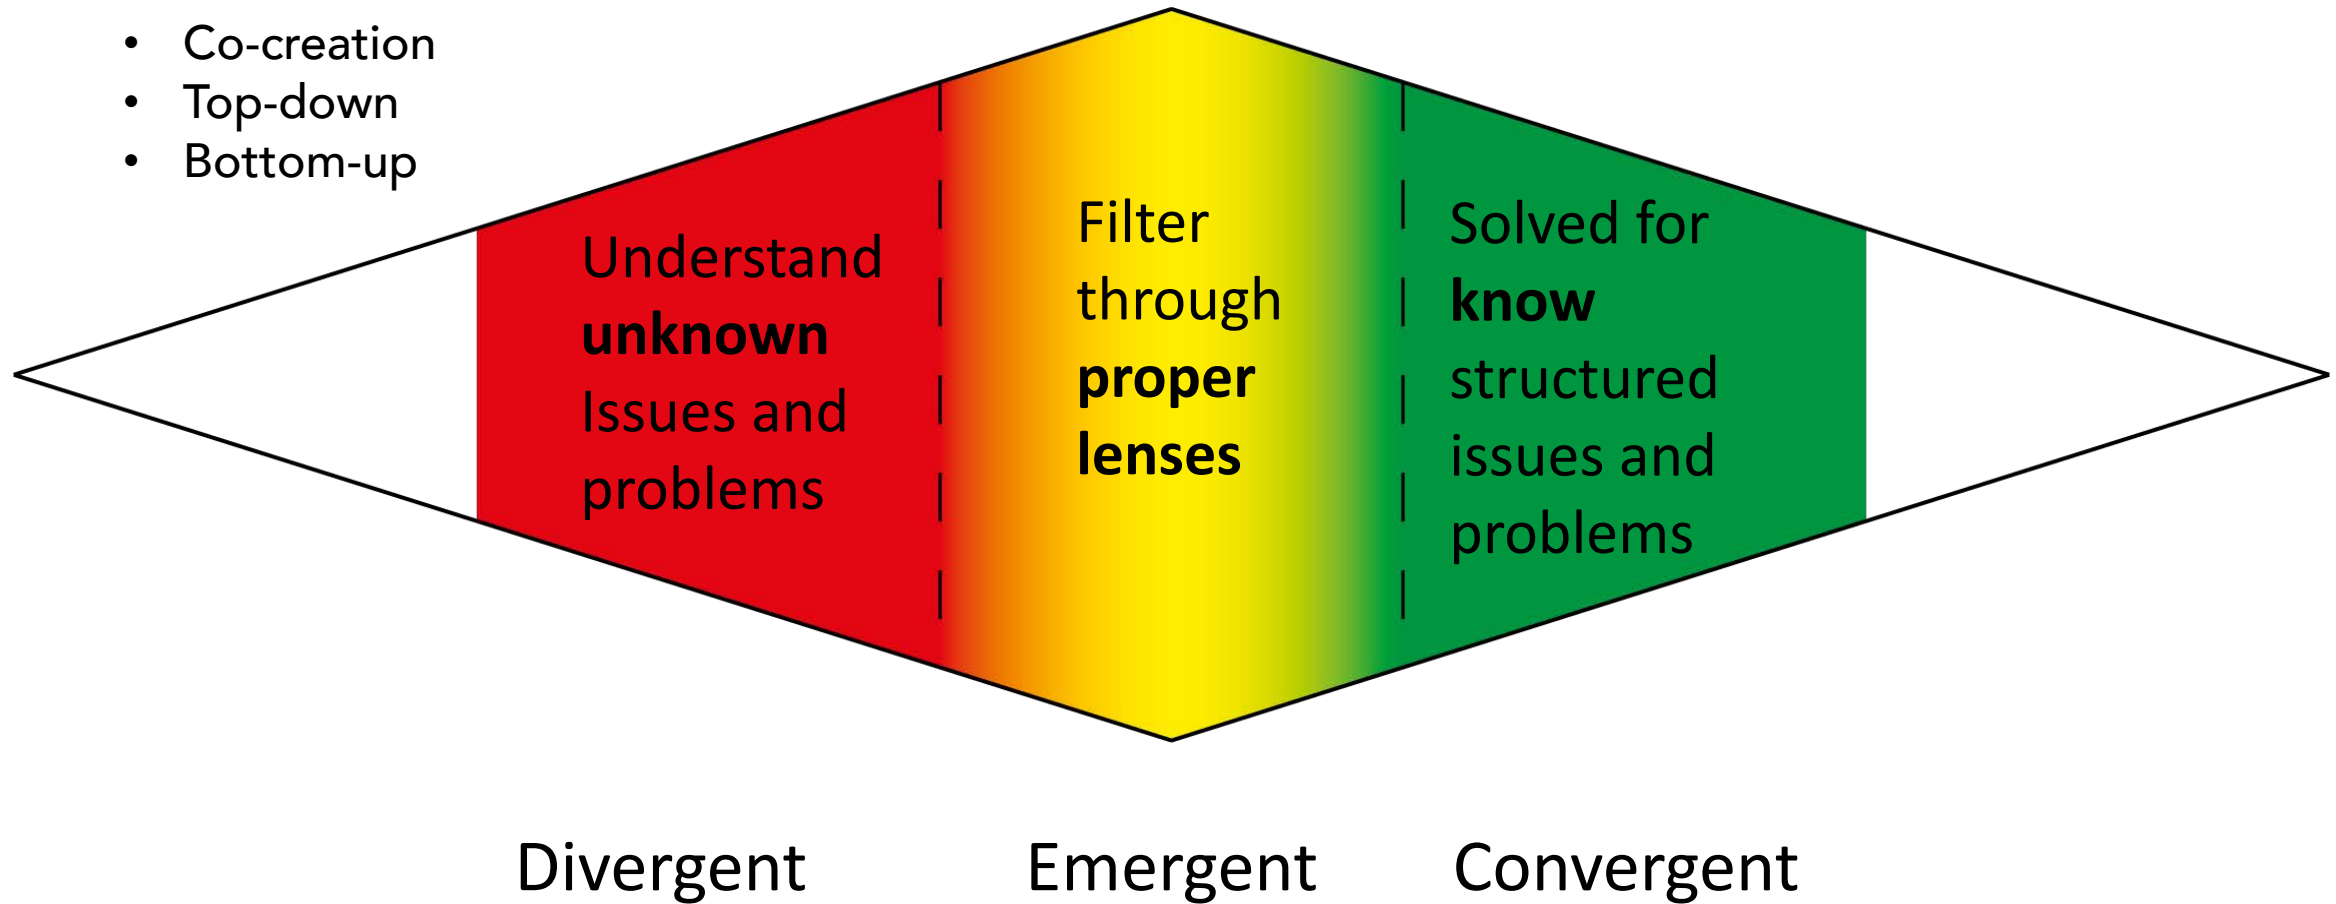 • Co-creation
• Top-down
• Bottom-up
Understand
unknown
Issues and
problems
Filter
through
proper
lenses
Solved for
know
structured
issues and
problems
Divergent
Emergent
Convergent